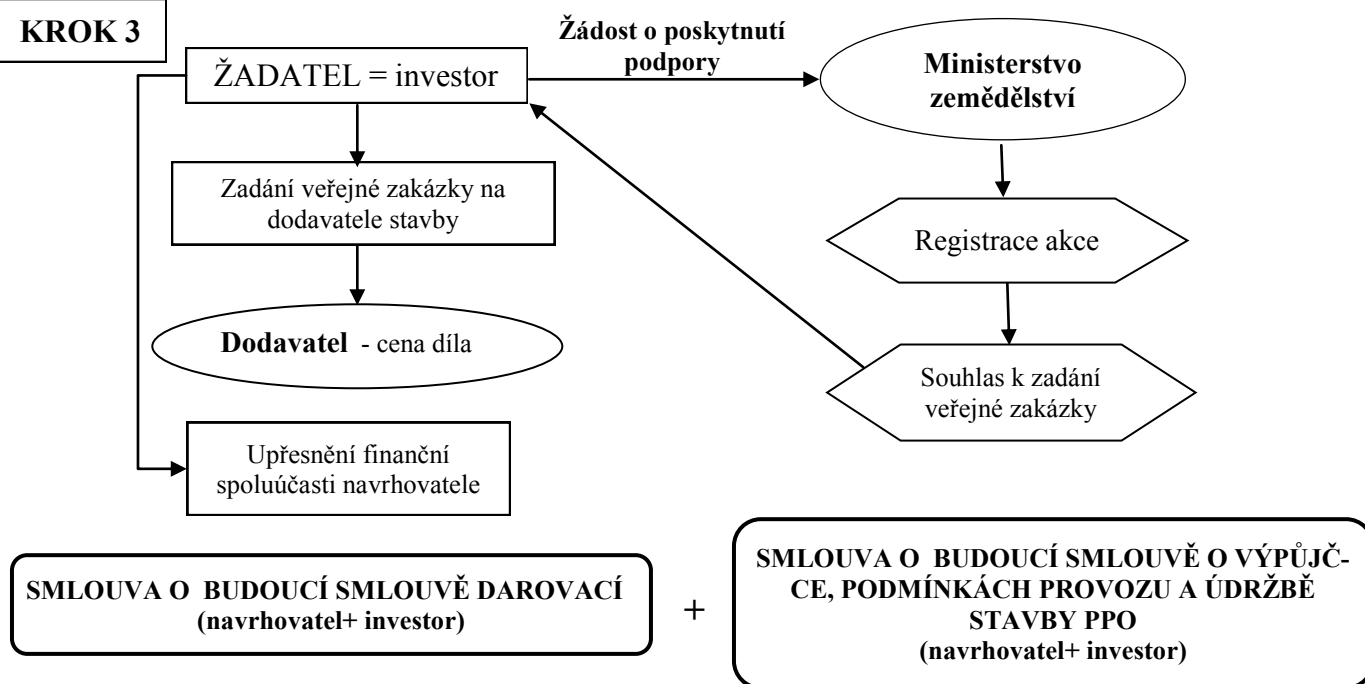 KROK 3
ŽADATEL = investor
Žádost o poskytnutí
podpory
Ministerstvo
zemědělství
Zadání veřejné zakázky na
dodavatele stavby
Registrace akce
Dodavatel - cena díla
Souhlas k zadání
veřejné zakázky
Upřesnění finanční
spoluúčasti navrhovatele
SMLOUVA O BUDOUCÍ SMLOUVĚ DAROVACÍ
(navrhovatel+ investor)
+
SMLOUVA O BUDOUCÍ SMLOUVĚ O VÝPŮJČ-
CE, PODMÍNKÁCH PROVOZU A ÚDRŽBĚ
STAVBY PPO
(navrhovatel+ investor)